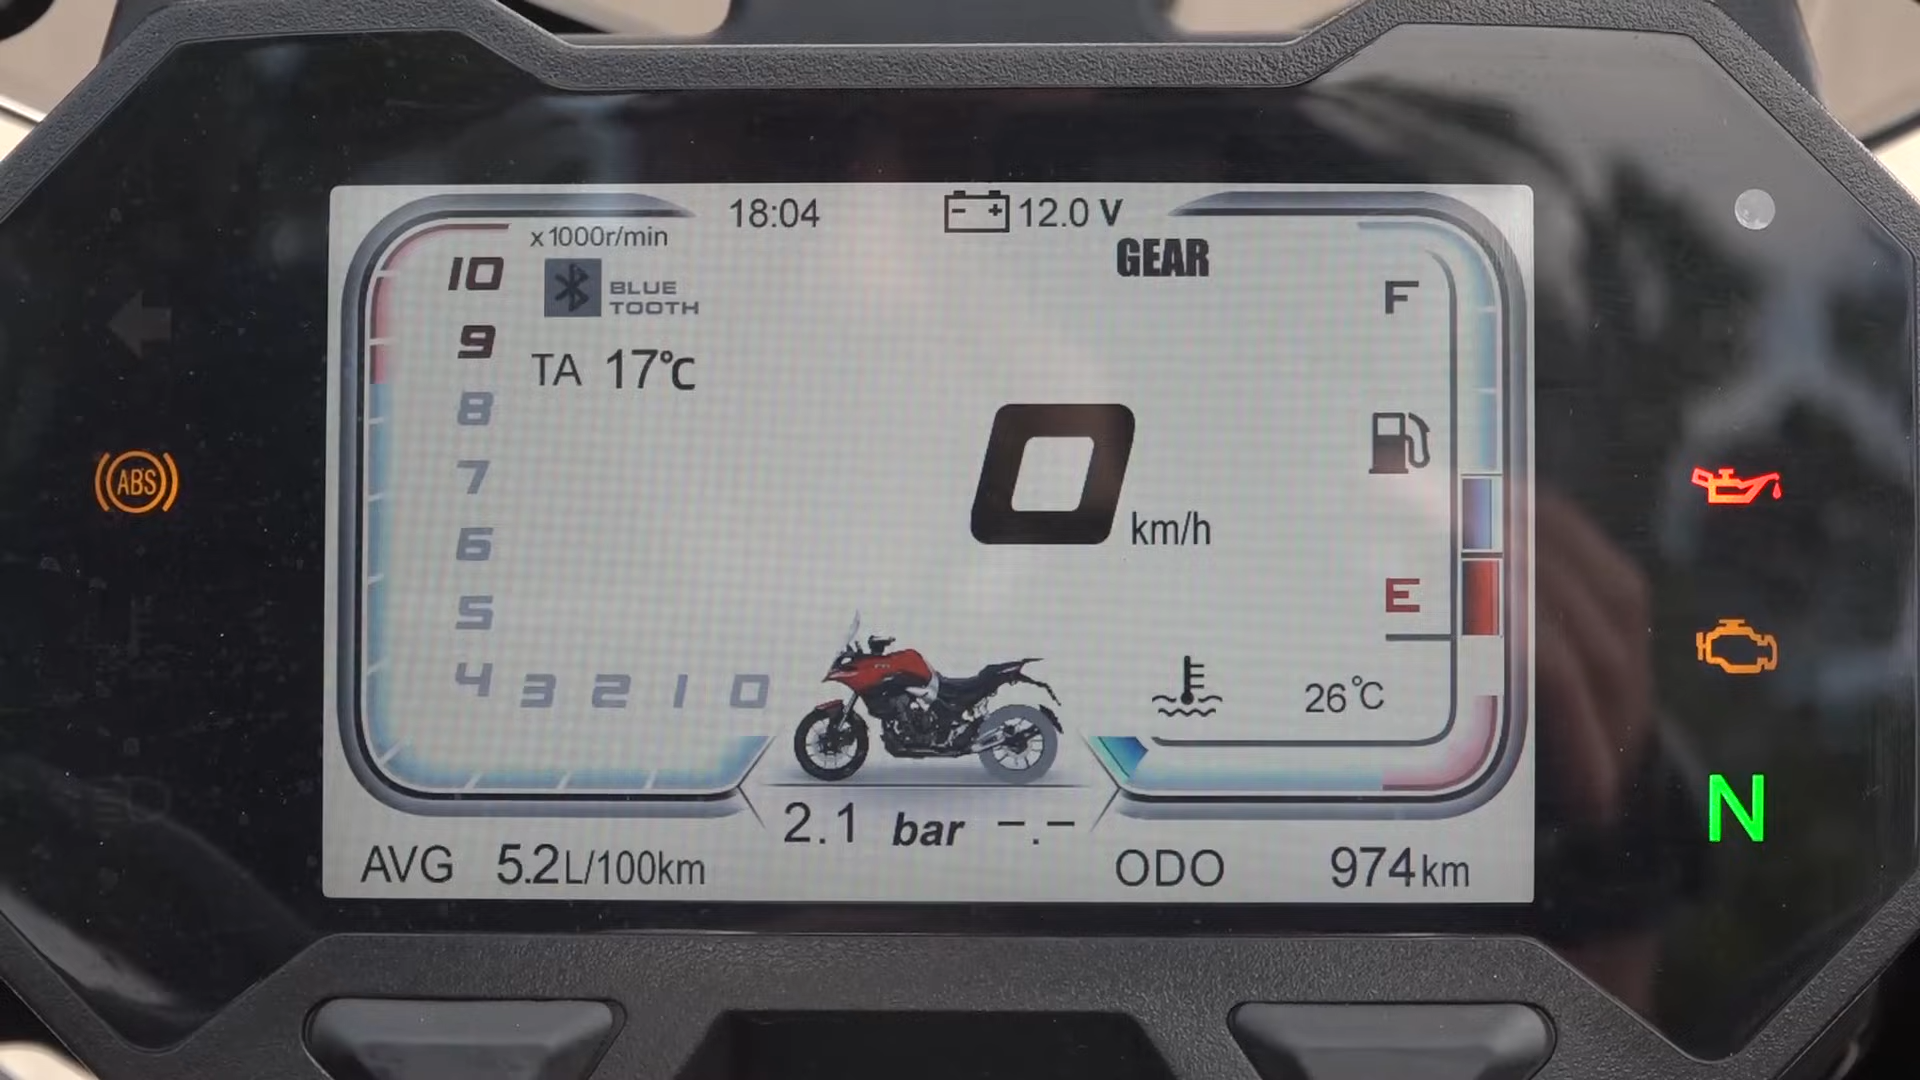 18:04
12.0 V
x1000r/min
GEAR
10
BLUE
TOOTH
F
9
TA 17°C
8
7
ABS
0 km/h
6
E
5
4 3 2 1 0
26°C
N
2.1 bar -.-
AVG 5.2L/100km
ODO 974km